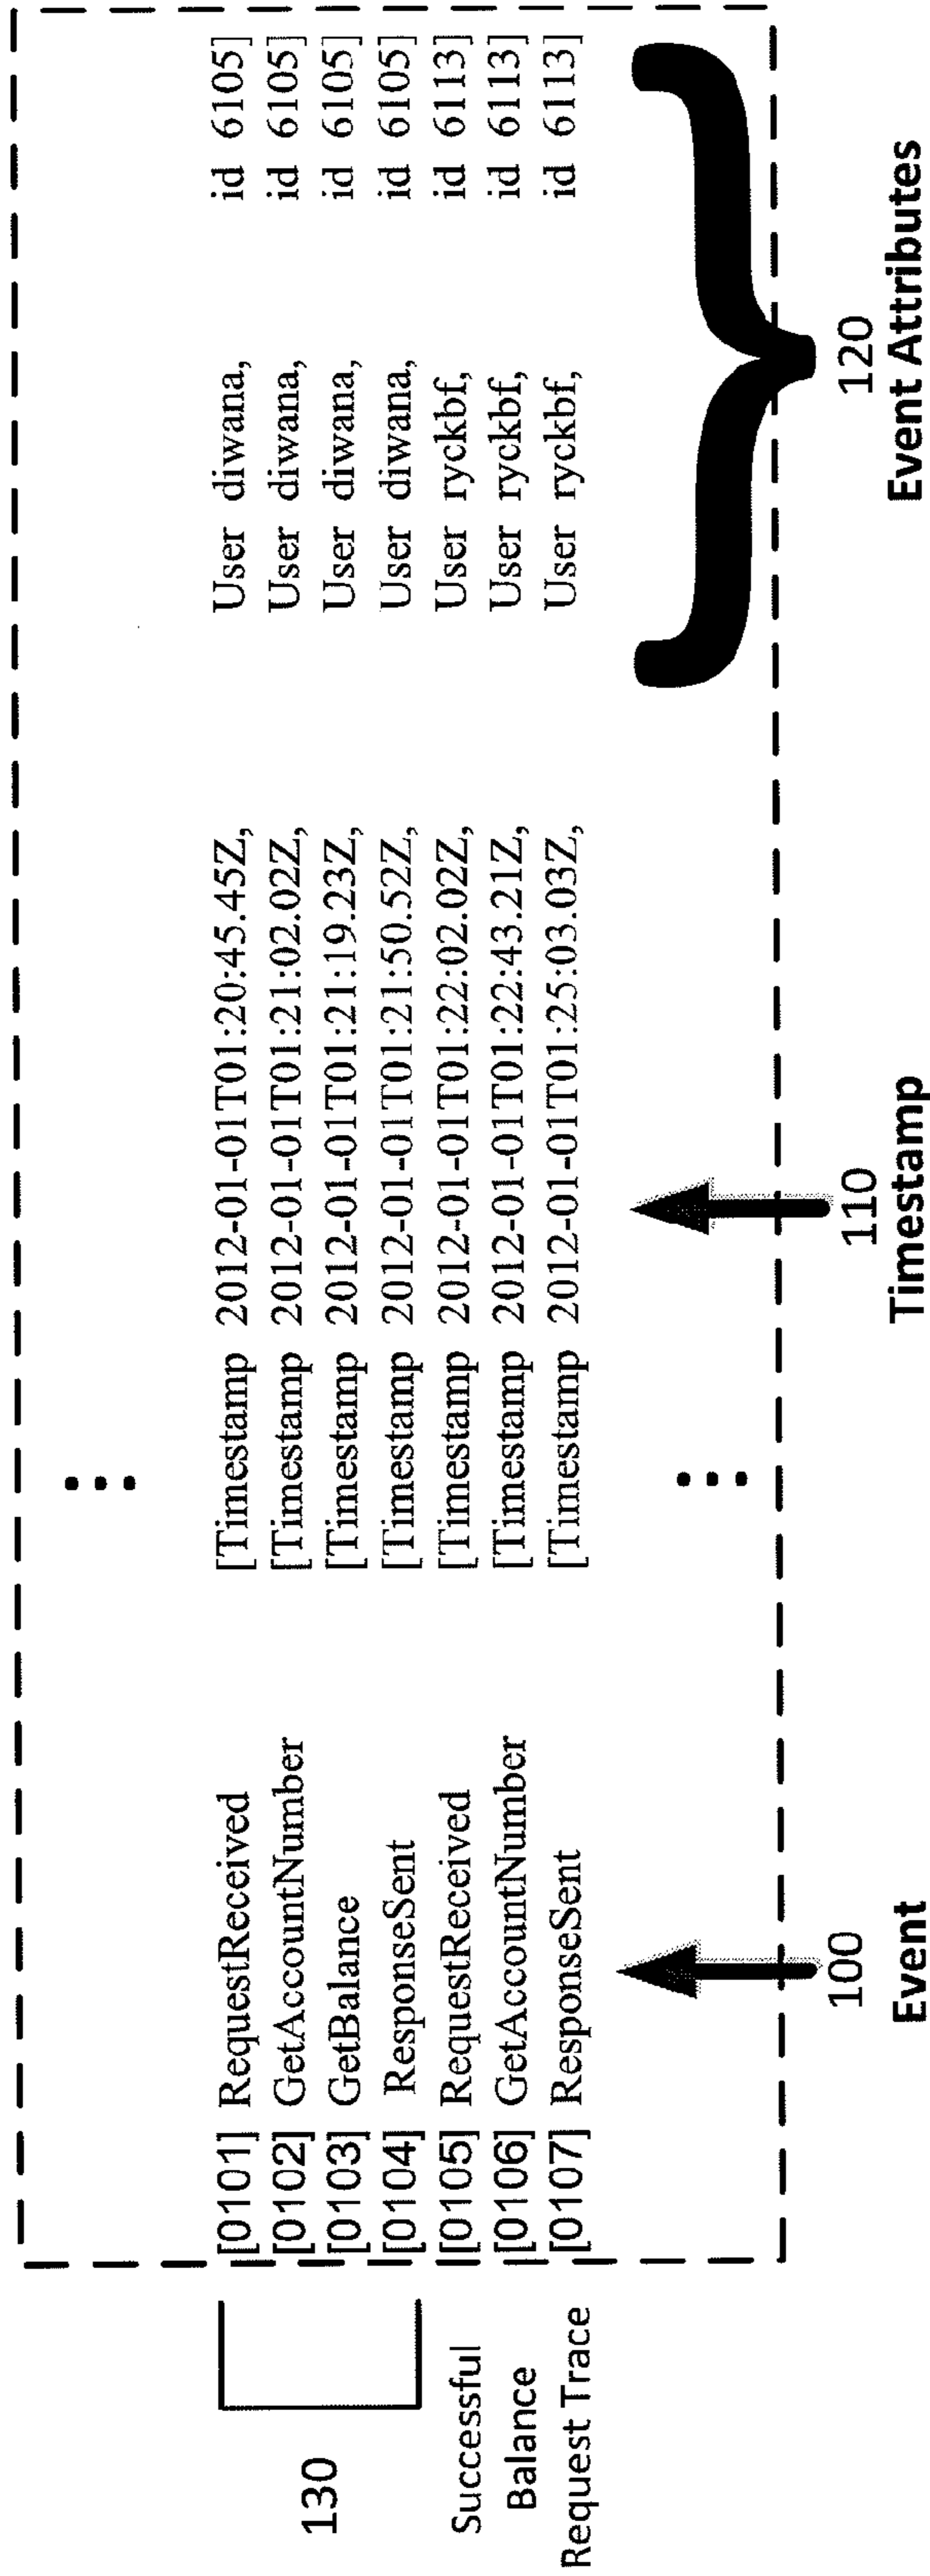 [0101] RequestReceived [Timestamp 2012-01-01T01:20:45.45Z, User diwana, id 6105]
[0102] GetAccountNumber [Timestamp 2012-01-01T01:21:02.02Z, User diwana, id 6105]
[0103] GetBalance [Timestamp 2012-01-01T01:21:19.23Z, User diwana, id 6105]
[0104] ResponseSent [Timestamp 2012-01-01T01:21:50.52Z, User diwana, id 6105]
[0105] RequestReceived [Timestamp 2012-01-01T01:22:02.02Z, User ryckbf, id 6113]
[0106] GetAccountNumber [Timestamp 2012-01-01T01:22:43.21Z, User ryckbf, id 6113]
[0107] ResponseSent [Timestamp 2012-01-01T01:25:03.03Z, User ryckbf, id 6113]
130
Successful
Balance
Request Trace
100
Event
110
Timestamp
120
Event Attributes